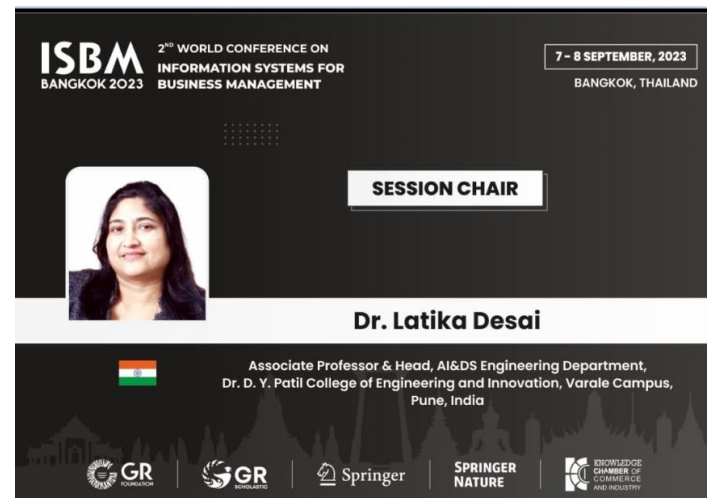 ISBM
BANGKOK 2023
2ND WORLD CONFERENCE ON
INFORMATION SYSTEMS FOR
BUSINESS MANAGEMENT
7 - 8 SEPTEMBER, 2023
BANGKOK, THAILAND
SESSION CHAIR
Dr. Latika Desai
Associate Professor & Head, AI&DS Engineering Department,
Dr. D. Y. Patil College of Engineering and Innovation, Varale Campus,
Pune, India
GR
FOUNDATION
GR
SCHOLASTIC
Springer
SPRINGER
NATURE
KNOWLEDGE
CHAMBER OF
COMMERCE
AND INDUSTRY